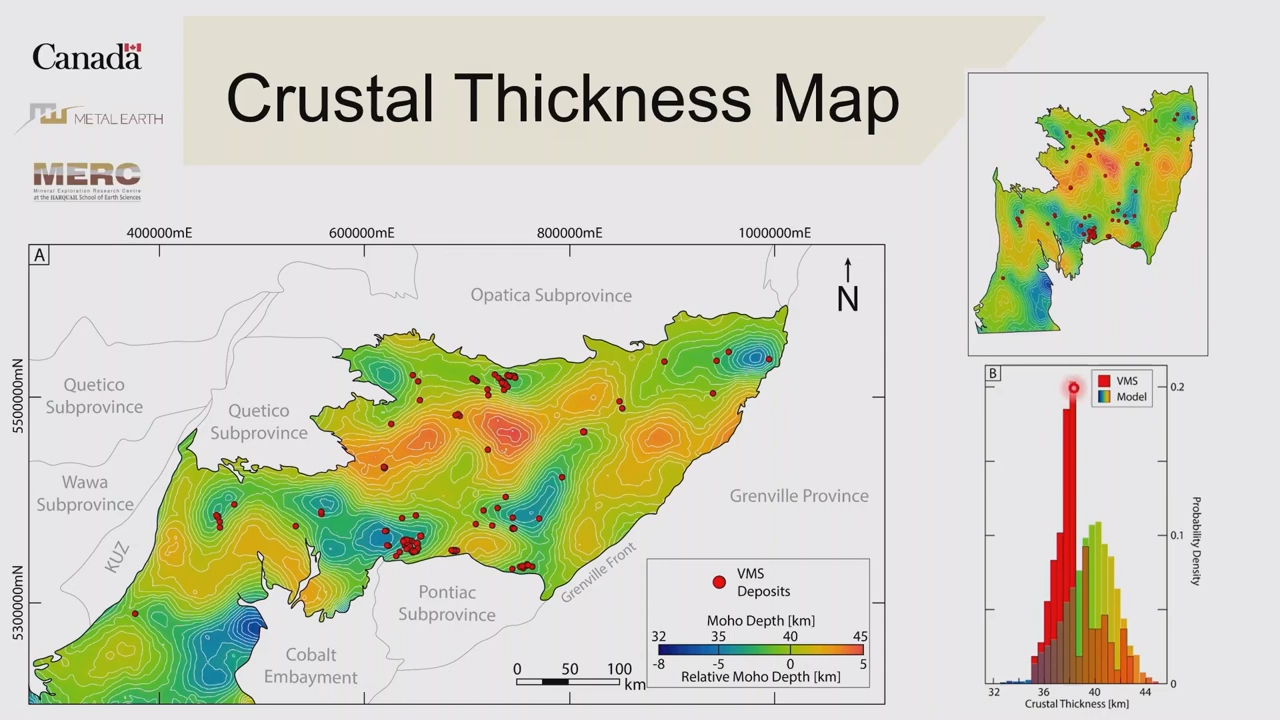 Canada
Crustal Thickness Map
METAL EARTH
MERC
Mineral Exploration Research Centre
at the HARQUAIL School of Earth Sciences
400000mE 600000mE 800000mE 1000000mE
A
Opatica Subprovince
N
5500000mN
5300000mN
Quetico
Subprovince
Quetico
Subprovince
Wawa
Subprovince
KUZ
Grenville Province
Grenville Front
Pontiac
Subprovince
Cobalt
Embayment
VMS
Deposits
Moho Depth [km]
32 35 40 45
-8 -5 0 5
Relative Moho Depth [km]
0 50 100
km
B
VMS
Model
0.2
0.1
0
Probability Density
32 36 40 44
Crustal Thickness [km]